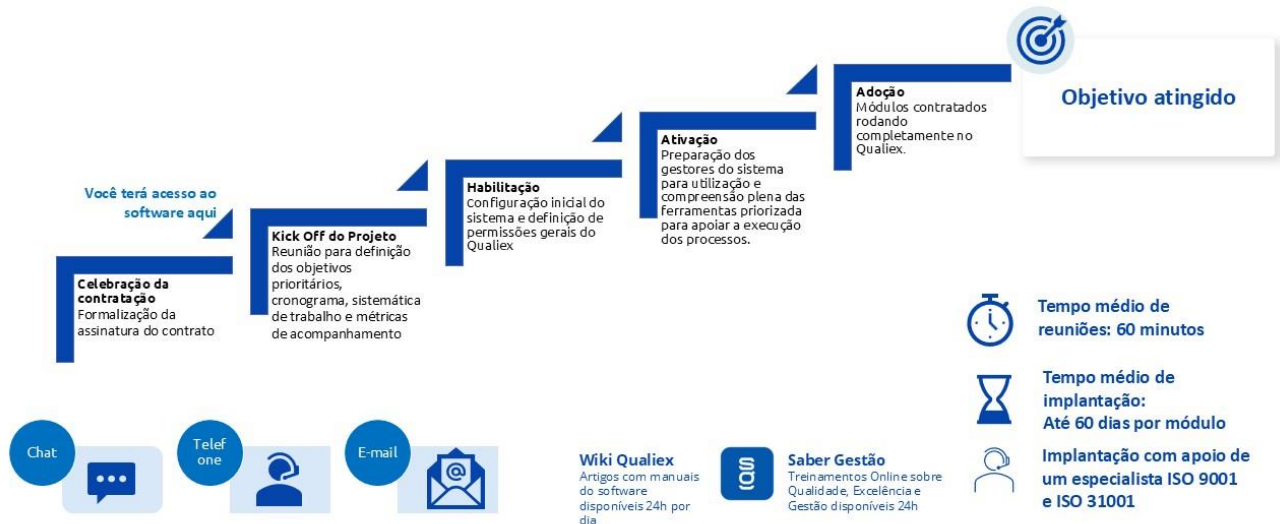 Objetivo atingido
Adoção
Módulos contratados
rodando
completamente no
Qualiex.
Ativação
Preparação dos
gestores do sistema
para utilização e
compreensão plena das
ferramentas priorizada
para apoiar a execução
dos processos.
Habilitação
Configuração inicial do
sistema e definição de
permissões gerais do
Qualiex
Você terá acesso ao
software aqui
Kick Off do Projeto
Reunião para definição
dos objetivos
prioritários,
cronograma, sistemática
de trabalho e métricas
de acompanhamento
Celebração da
contratação
Formalização da
assinatura do contrato
Tempo médio de
reuniões: 60 minutos
Tempo médio de
implantação:
Até 60 dias por módulo
Implantação com apoio de
um especialista ISO 9001
e ISO 31001
Chat
Telef
one
E-mail
@
Wiki Qualiex
Artigos com manuais
do software
disponíveis 24h por
dia
Saber Gestão
Treinamentos Online sobre
Qualidade, Excelência e
Gestão disponíveis 24h